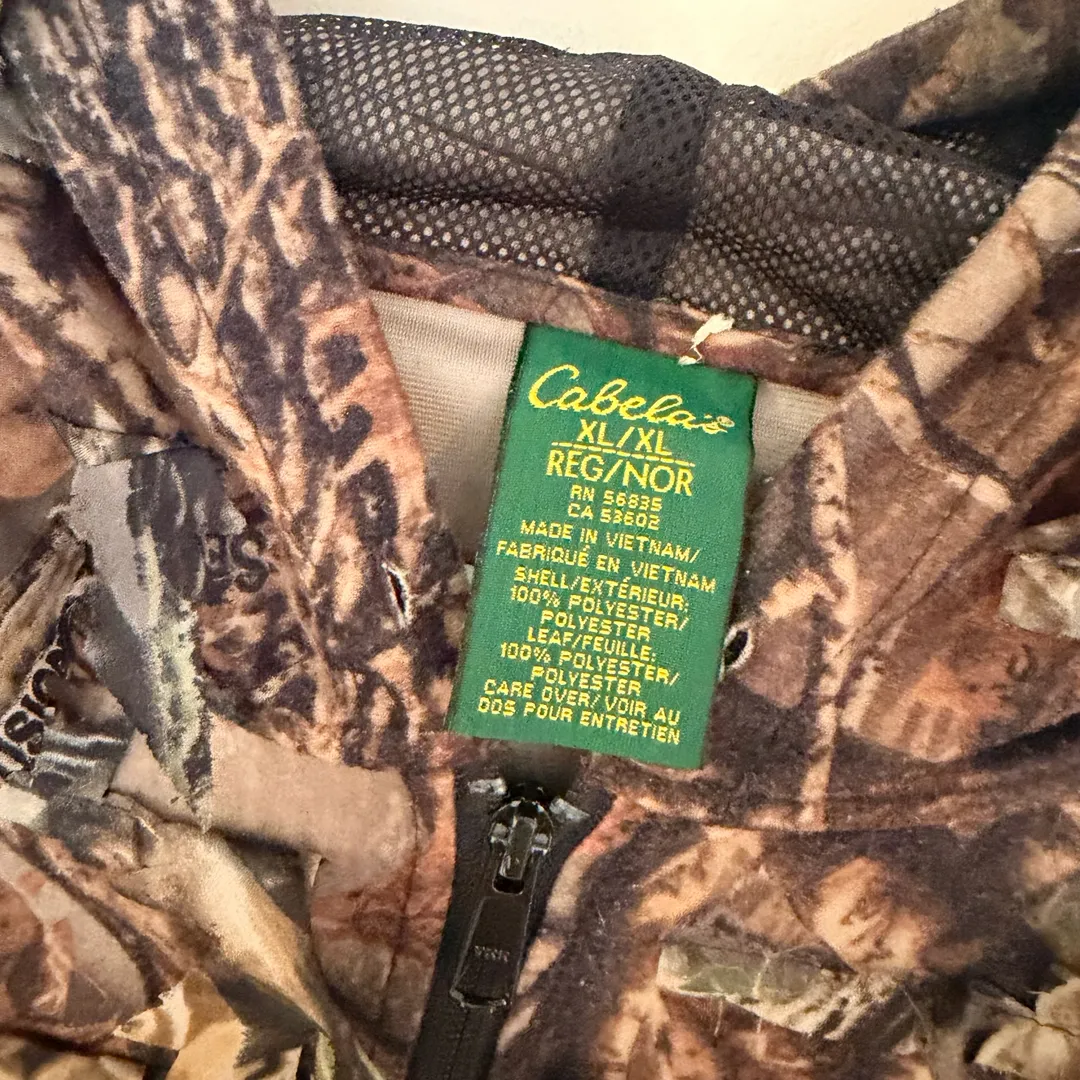 Cabela's®
XL/XL
REG/NOR
RN 56835
CA 53602
MADE IN VIETNAM/
FABRIQUÉ EN VIETNAM
SHELL/EXTÉRIEUR:
100% POLYESTER/
POLYESTER
LEAF/FEUILLE:
100% POLYESTER/
POLYESTER
CARE OVER/VOIR AU
DOS POUR ENTRETIEN